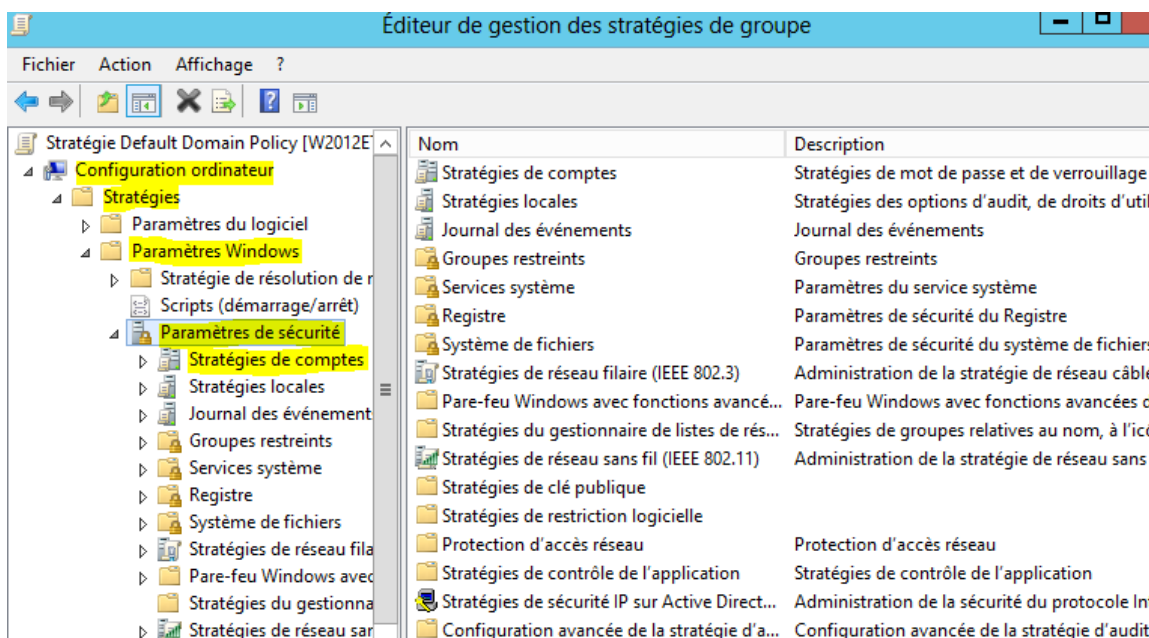 Éditeur de gestion des stratégies de groupe
Fichier Action Affichage ?
Stratégie Default Domain Policy [W2012E
Configuration ordinateur
Stratégies
Paramètres du logiciel
Paramètres Windows
Stratégie de résolution de
Scripts (démarrage/arrêt)
Paramètres de sécurité
Stratégies de comptes
Stratégies locales
Journal des événement
Groupes restreints
Services système
Registre
Système de fichiers
Stratégies de réseau fila
Pare-feu Windows avec
Stratégies du gestionna
Stratégies de réseau sar
Nom Description
Stratégies de comptes Stratégies de mot de passe et de verrouillage
Stratégies locales Stratégies des options d'audit, de droits d'util
Journal des événements Journal des événements
Groupes restreints Groupes restreints
Services système Paramètres du service système
Registre Paramètres de sécurité du Registre
Système de fichiers Paramètres de sécurité du système de fichiers
Stratégies de réseau filaire (IEEE 802.3) Administration de la stratégie de réseau câblé
Pare-feu Windows avec fonctions avancé... Pare-feu Windows avec fonctions avancées d
Stratégies du gestionnaire de listes de rés... Stratégies de groupes relatives au nom, à l'icô
Stratégies de réseau sans fil (IEEE 802.11) Administration de la stratégie de réseau sans
Stratégies de clé publique
Stratégies de restriction logicielle
Protection d'accès réseau Protection d'accès réseau
Stratégies de contrôle de l'application Stratégies de contrôle de l'application
Stratégies de sécurité IP sur Active Direct... Administration de la sécurité du protocole In
Configuration avancée de la stratégie d'a... Configuration avancée de la stratégie d'audit